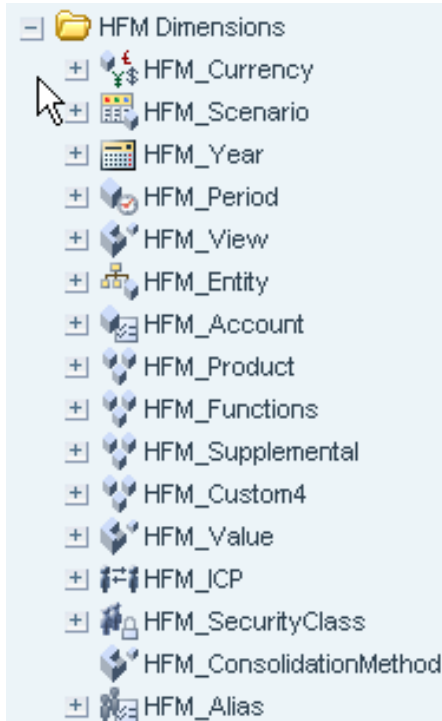 HFM Dimensions
HFM_Currency
HFM_Scenario
HFM_Year
HFM_Period
HFM_View
HFM_Entity
HFM_Account
HFM_Product
HFM_Functions
HFM_Supplemental
HFM_Custom4
HFM_Value
HFM_ICP
HFM_SecurityClass
HFM_ConsolidationMethod
HFM_Alias